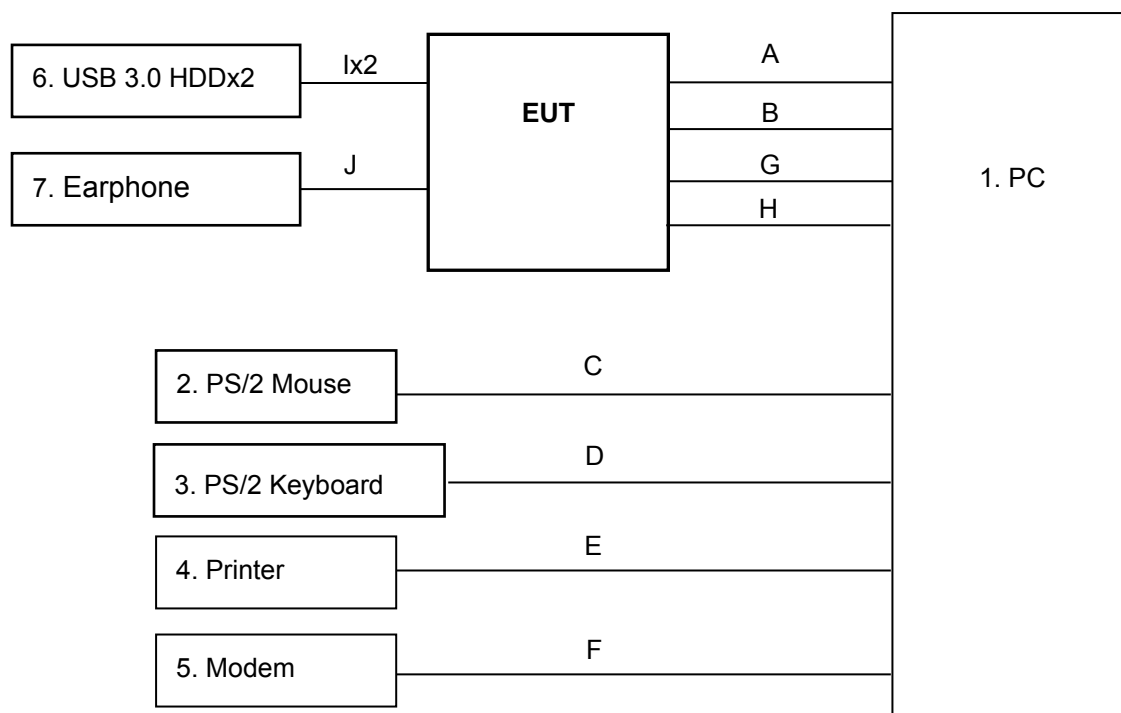 6. USB 3.0 HDDx2
Ix2
EUT
A
B
7. Earphone
J
G
H
1. PC
2. PS/2 Mouse
C
3. PS/2 Keyboard
D
4. Printer
E
5. Modem
F